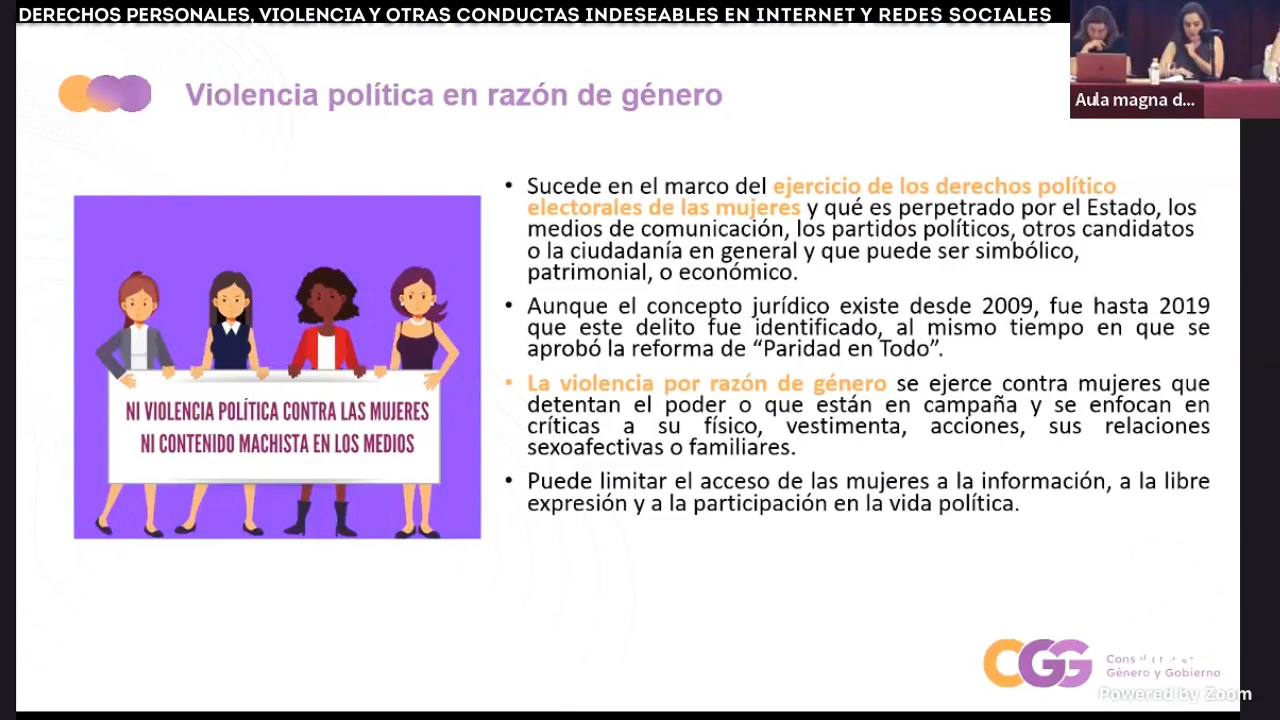 DERECHOS PERSONALES, VIOLENCIA Y OTRAS CONDUCTAS INDESEABLES EN INTERNET Y REDES SOCIALES
Aula magna d...
Violencia política en razón de género
• Sucede en el marco del ejercicio de los derechos político
electorales de las mujeres y qué es perpetrado por el Estado, los
medios de comunicación, los partidos políticos, otros candidatos
o la ciudadanía en general y que puede ser simbólico,
patrimonial, o económico.
• Aunque el concepto jurídico existe desde 2009, fue hasta 2019
que este delito fue identificado, al mismo tiempo en que se
aprobó la reforma de “Paridad en Todo”.
• La violencia por razón de género se ejerce contra mujeres que
detentan el poder o que están en campaña y se enfocan en
críticas a su físico, vestimenta, acciones, sus relaciones
sexoafectivas o familiares.
• Puede limitar el acceso de las mujeres a la información, a la libre
expresión y a la participación en la vida política.
NI VIOLENCIA POLÍTICA CONTRA LAS MUJERES
NI CONTENIDO MACHISTA EN LOS MEDIOS
CGG
Género y Gobierno
Powered by Zoom